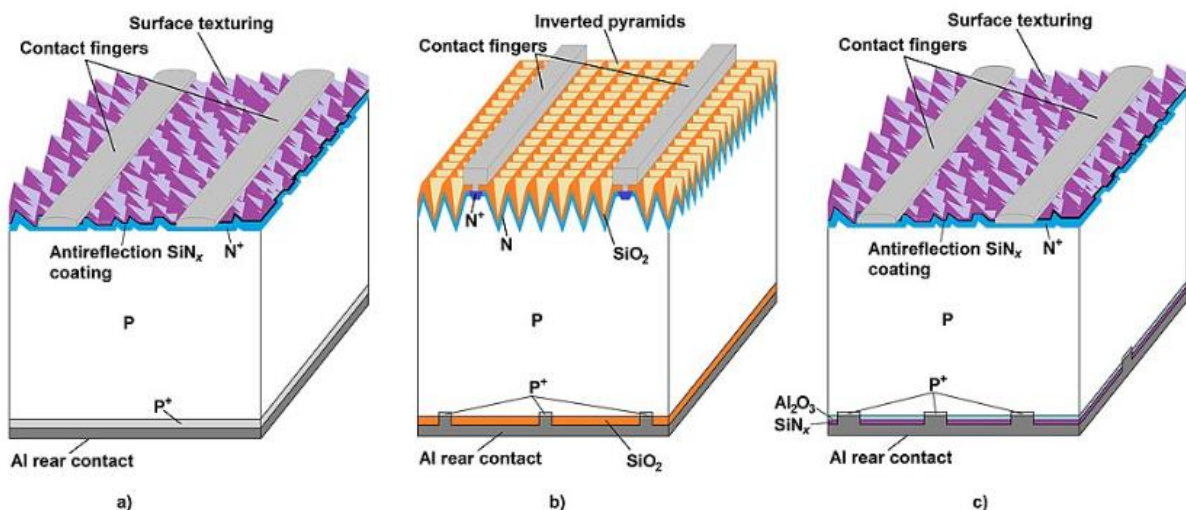 Surface texturing
Contact fingers
Antireflection SiNₓ
coating
N⁺
P
P⁺
Al rear contact
a)
Inverted pyramids
Contact fingers
N⁺
N
SiO₂
P
P⁺
Al rear contact
SiO₂
b)
Surface texturing
Contact fingers
Antireflection SiNₓ
coating
N⁺
P
P⁺
Al₂O₃
SiNₓ
Al rear contact
c)